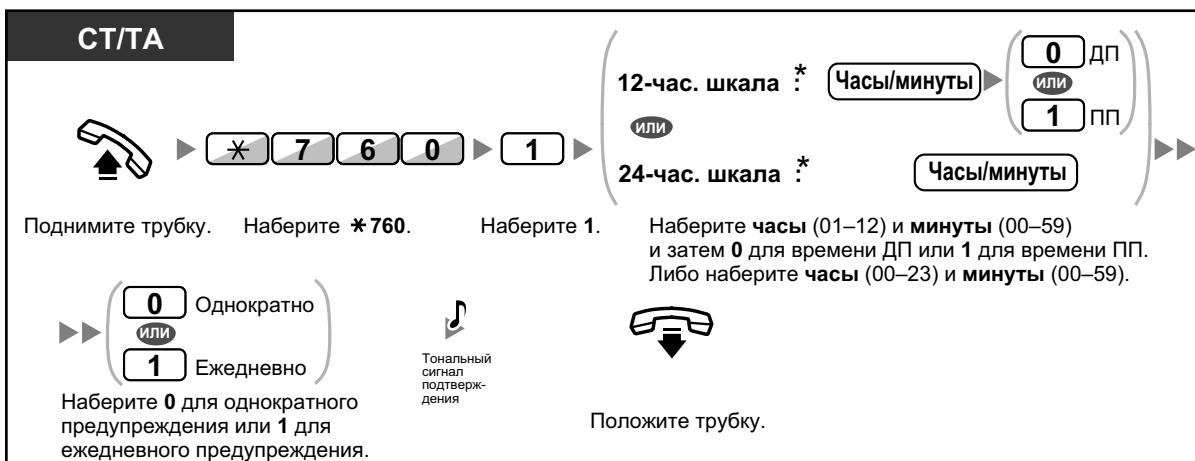 СТ/ТА
12-час. шкала :* Часы/минуты
0 ДП
или
1 ПП
или
24-час. шкала :* Часы/минуты
* 7 6 0
1
Поднимите трубку.
Наберите *760.
Наберите 1.
Наберите часы (01–12) и минуты (00–59)
и затем 0 для времени ДП или 1 для времени ПП.
Либо наберите часы (00–23) и минуты (00–59).
0 Однократно
или
1 Ежедневно
Наберите 0 для однократного
предупреждения или 1 для
ежедневного предупреждения.
Тональный
сигнал
подтверж-
дения
Положите трубку.